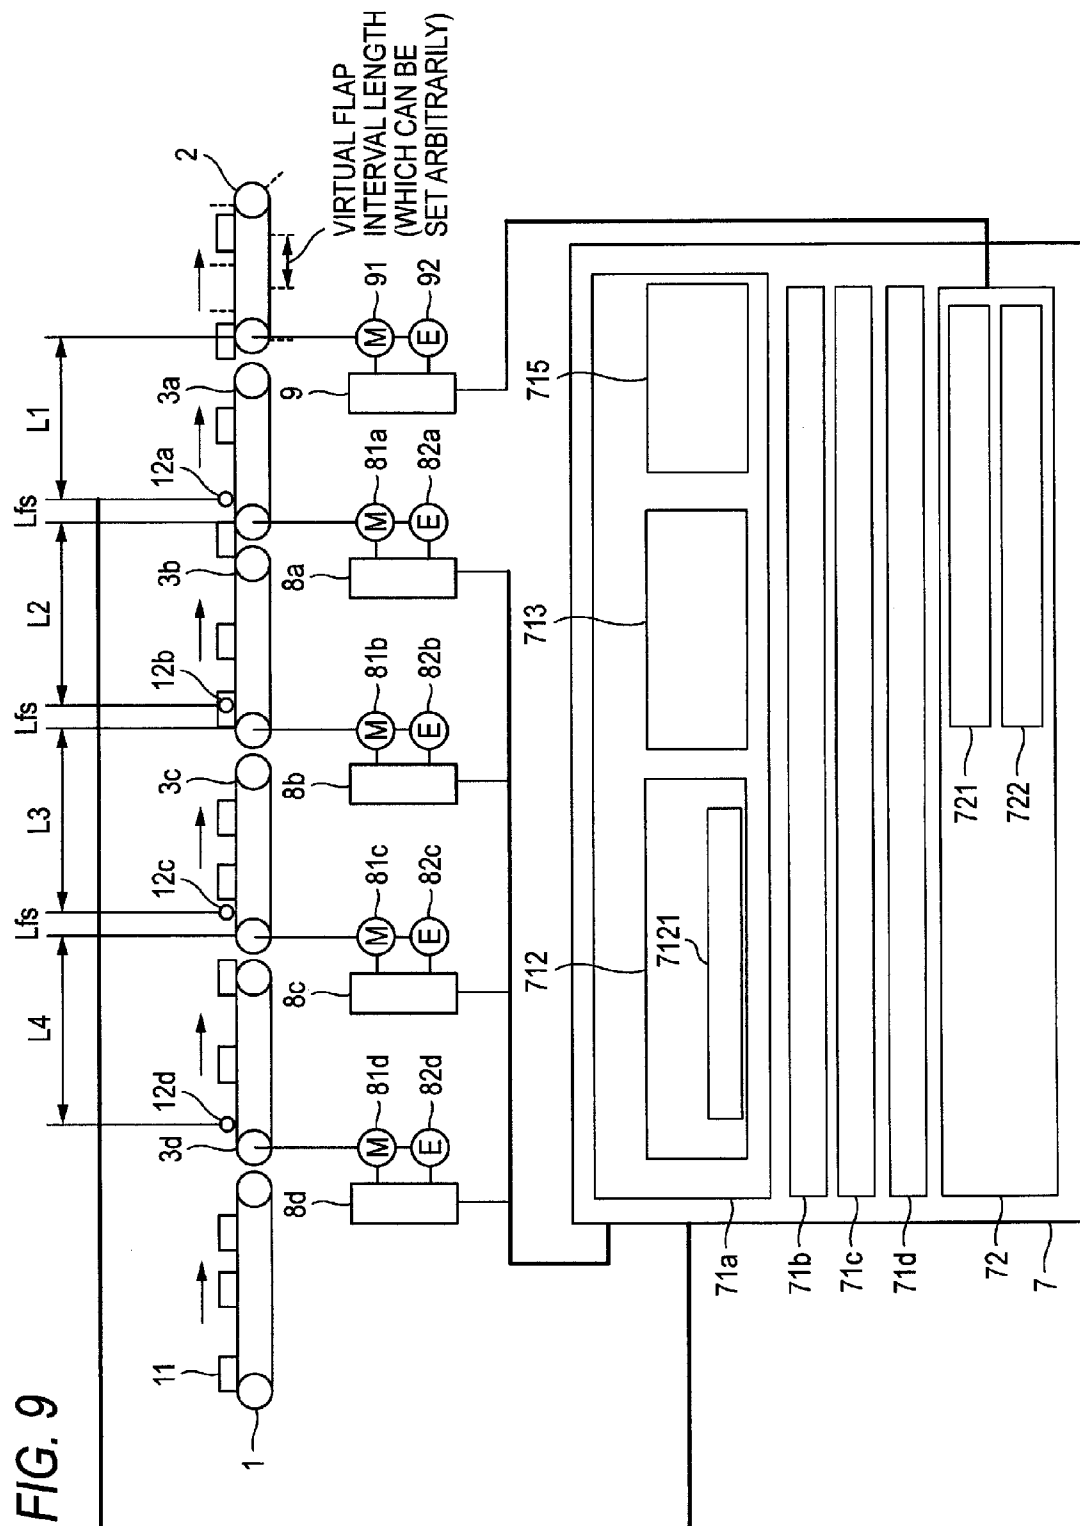 FIG. 9
L4
Lfs
L3
Lfs
L2
Lfs
L1
1
11
3d
12d
12c
3c
12b
3b
12a
3a
2
VIRTUAL FLAP
INTERVAL LENGTH
(WHICH CAN BE
SET ARBITRARILY)
8d
M
81d
E
82d
8c
M
81c
E
82c
8b
M
81b
E
82b
8a
M
81a
E
82a
9
M
91
E
92
712
7121
713
715
71a
71b
71c
71d
72
721
722
7